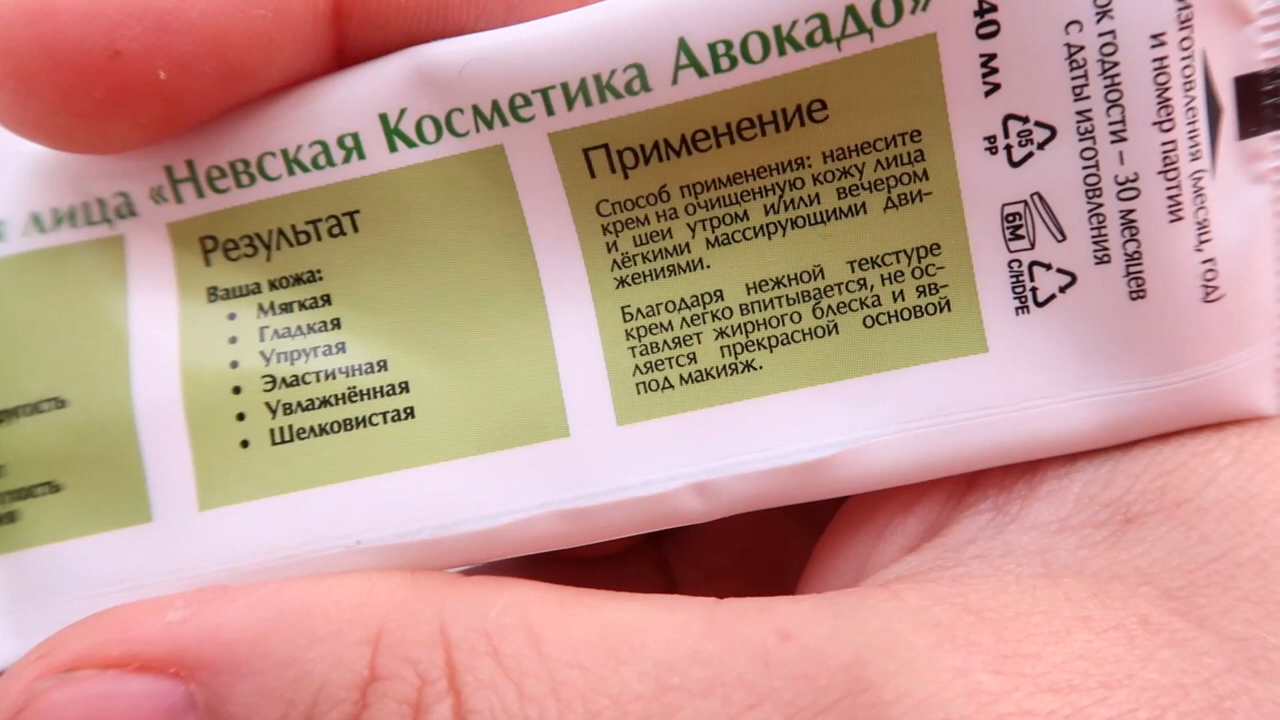 лица «Невская Косметика Авокадо»
Результат
Ваша кожа:
• Мягкая
• Гладкая
• Упругая
• Эластичная
• Увлажнённая
• Шелковистая
Применение
Способ применения: нанесите
крем на очищенную кожу лица
и шеи утром и/или вечером
лёгкими массирующими дви-
жениями.
Благодаря нежной текстуре
крем легко впитывается, не ос-
тавляет жирного блеска и яв-
ляется прекрасной основой
под макияж.
40 мл
05
PP
6M
C/HDPE
ок годности – 30 месяцев
с даты изготовления
изготовления (месяц, год)
и номер партии